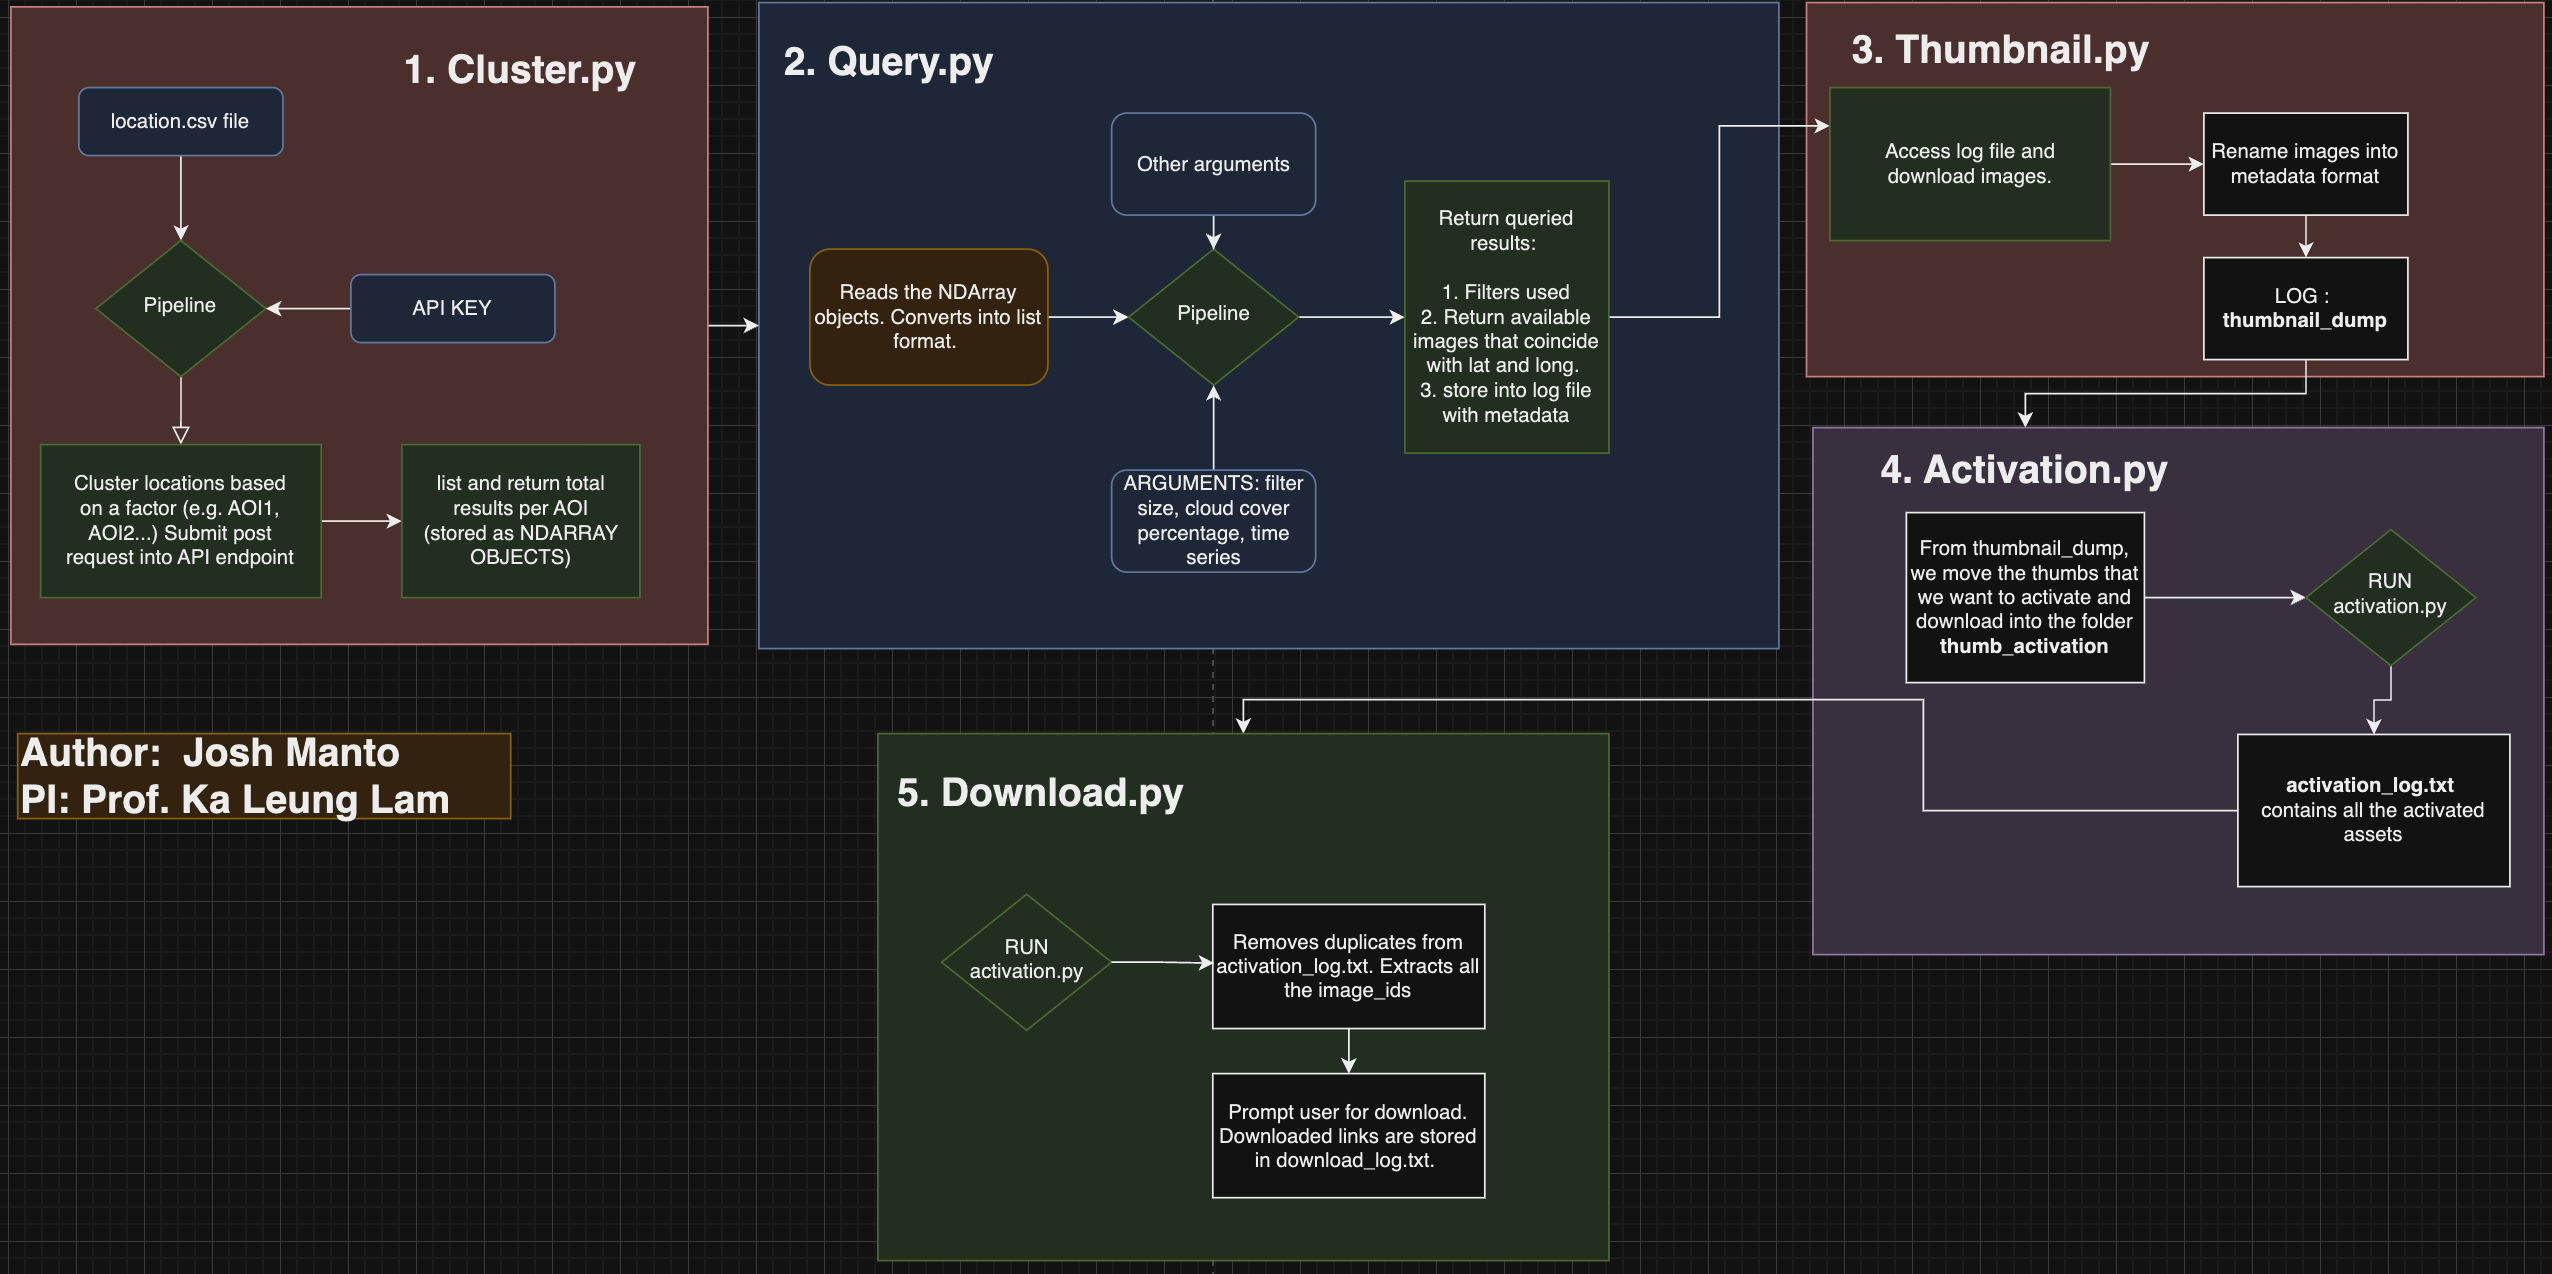 1. Cluster.py
location.csv file
Pipeline
API KEY
Cluster locations based
on a factor (e.g. AOI1,
AOI2...) Submit post
request into API endpoint
list and return total
results per AOI
(stored as NDARRAY
OBJECTS)
2. Query.py
Other arguments
Reads the NDArray
objects. Converts into list
format.
Pipeline
ARGUMENTS: filter
size, cloud cover
percentage, time
series
Return queried
results:
1. Filters used
2. Return available
images that coincide
with lat and long.
3. store into log file
with metadata
3. Thumbnail.py
Access log file and
download images.
Rename images into
metadata format
LOG :
thumbnail_dump
4. Activation.py
From thumbnail_dump,
we move the thumbs that
we want to activate and
download into the folder
thumb_activation
RUN
activation.py
activation_log.txt
contains all the activated
assets
Author:  Josh Manto
PI: Prof. Ka Leung Lam
5. Download.py
RUN
activation.py
Removes duplicates from
activation_log.txt. Extracts all
the image_ids
Prompt user for download.
Downloaded links are stored
in download_log.txt.